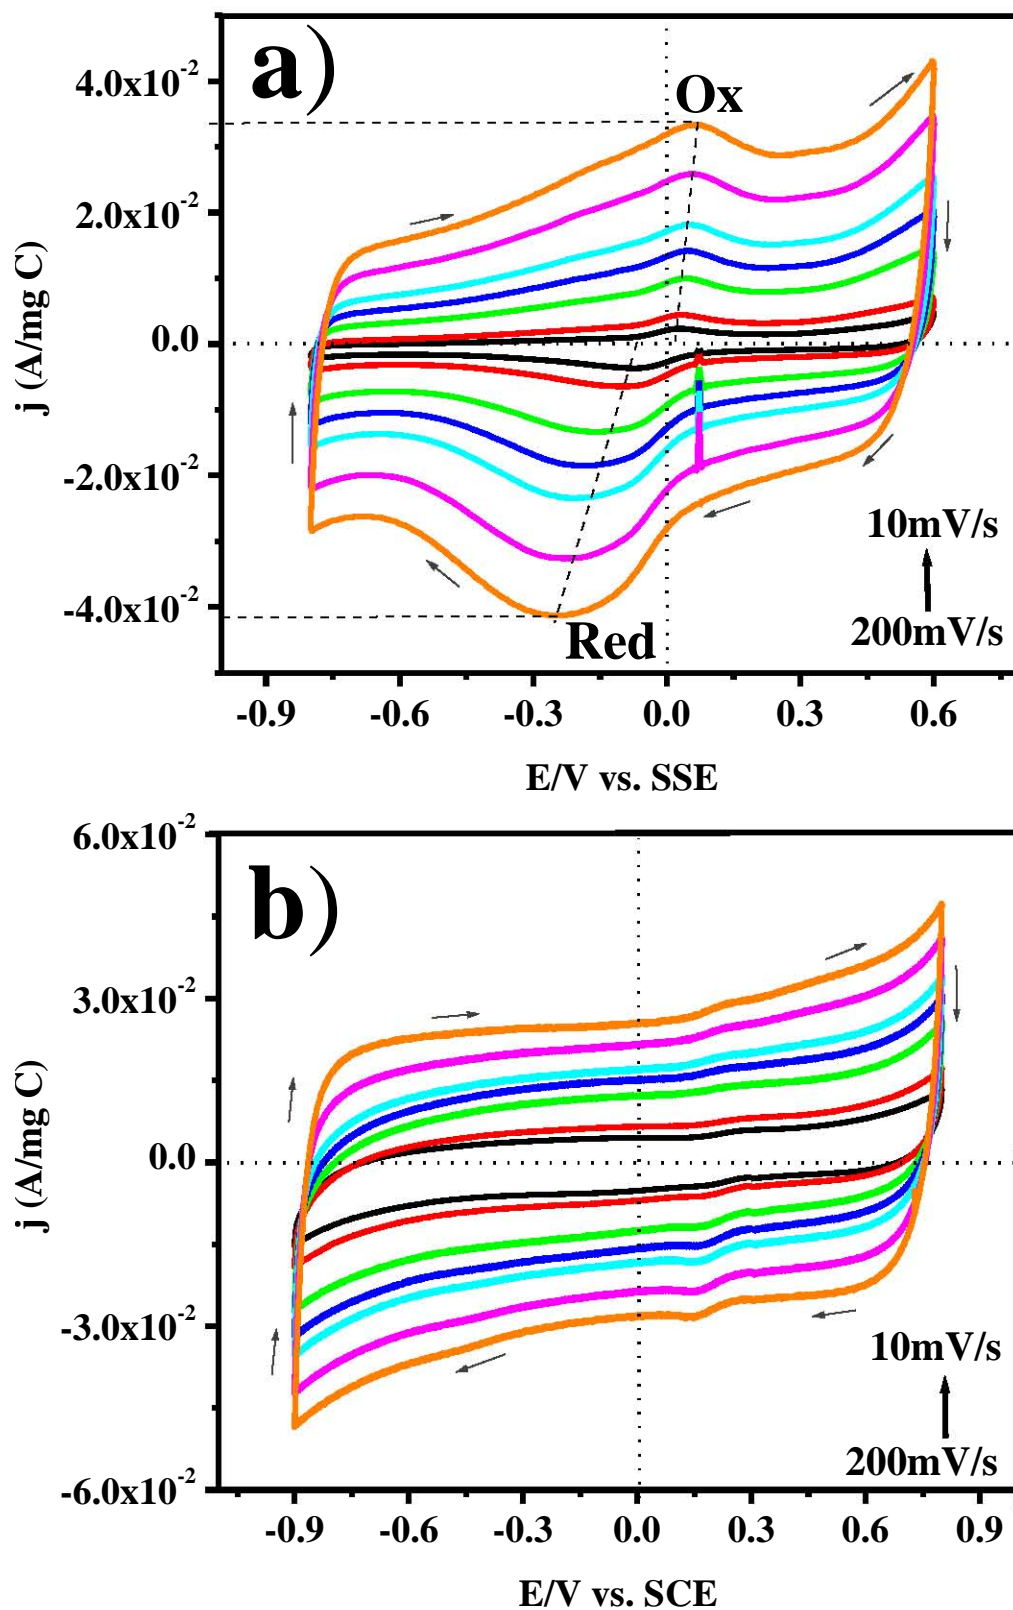 a)
Ox
4.0x10-2
2.0x10-2
0.0
-2.0x10-2
-4.0x10-2
j (A/mg C)
10mV/s
200mV/s
Red
-0.9 -0.6 -0.3 0.0 0.3 0.6
E/V vs. SSE
b)
6.0x10-2
3.0x10-2
0.0
-3.0x10-2
-6.0x10-2
j (A/mg C)
10mV/s
200mV/s
-0.9 -0.6 -0.3 0.0 0.3 0.6 0.9
E/V vs. SCE